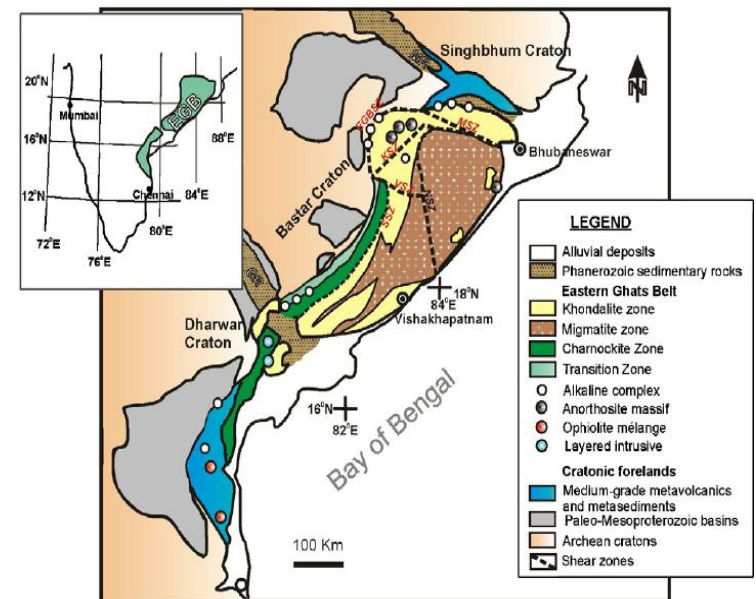 20°N
16°N
12°N
72°E
76°E
80°E
84°E
88°E
Mumbai
Chennai
EGB
Singhbhum Craton
N
EGBSZ
MSZ
KSZ
VSZ
NSZ
SSZ
Bhubaneswar
Bastar Craton
18°N
84°E
Vishakhapatnam
Dharwar
Craton
16°N
82°E
Bay of Bengal
100 Km
LEGEND
Alluvial deposits
Phanerozoic sedimentary rocks
Eastern Ghats Belt
Khondalite zone
Migmatite zone
Charnockite Zone
Transition Zone
Alkaline complex
Anorthosite massif
Ophiolite mélange
Layered intrusive
Cratonic forelands
Medium-grade metavolcanics
and metasediments
Paleo-Mesoproterozoic basins
Archean cratons
Shear zones